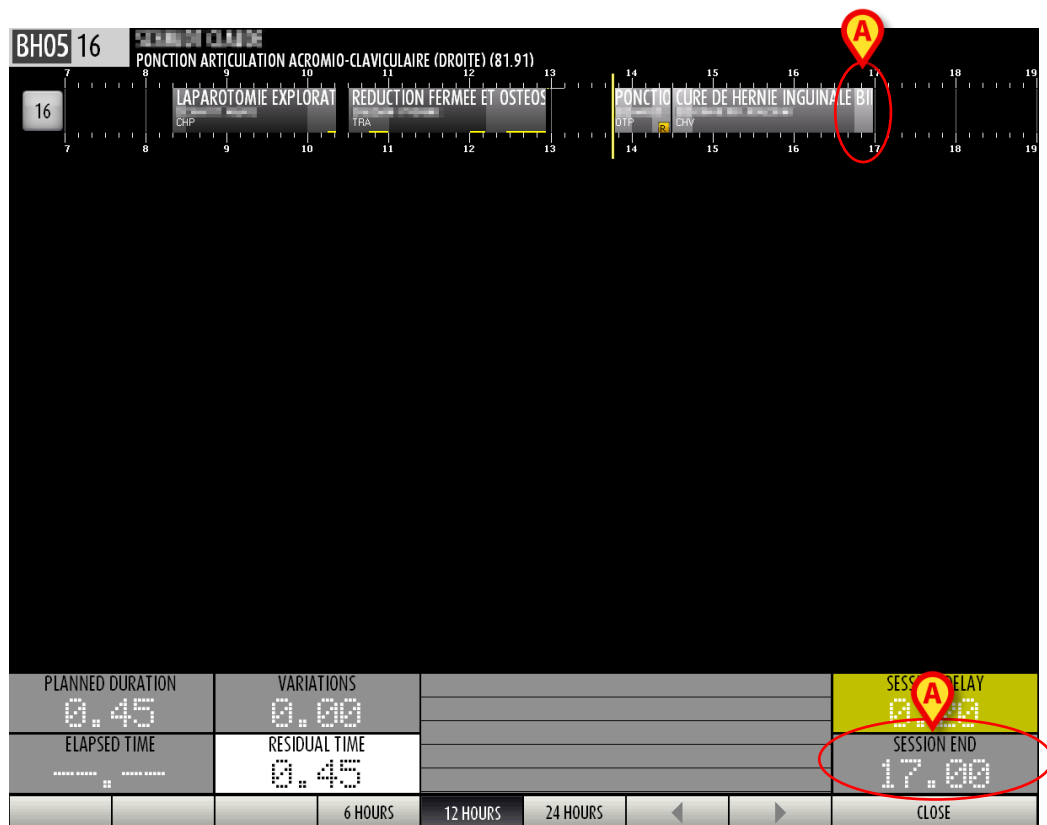 BH05 16
PONCTION ARTICULATION ACROMIO-CLAVICULAIRE (DROITE) (81.91)
A
7 8 9 10 11 12 13 14 15 16 17 18 19
16
LAPAROTOMIE EXPLORAT REDUCTION FERMEE ET OSTEOS PONCTIO CURE DE HERNIE INGUINALE BI
CHP TRA OTP R CHV
7 8 9 10 11 12 13 14 15 16 17 18 19
PLANNED DURATION VARIATIONS SESSION DELAY
0.45 0.00 A 0.20
ELAPSED TIME RESIDUAL TIME SESSION END
--.-- 0.45 17.00
6 HOURS 12 HOURS 24 HOURS CLOSE